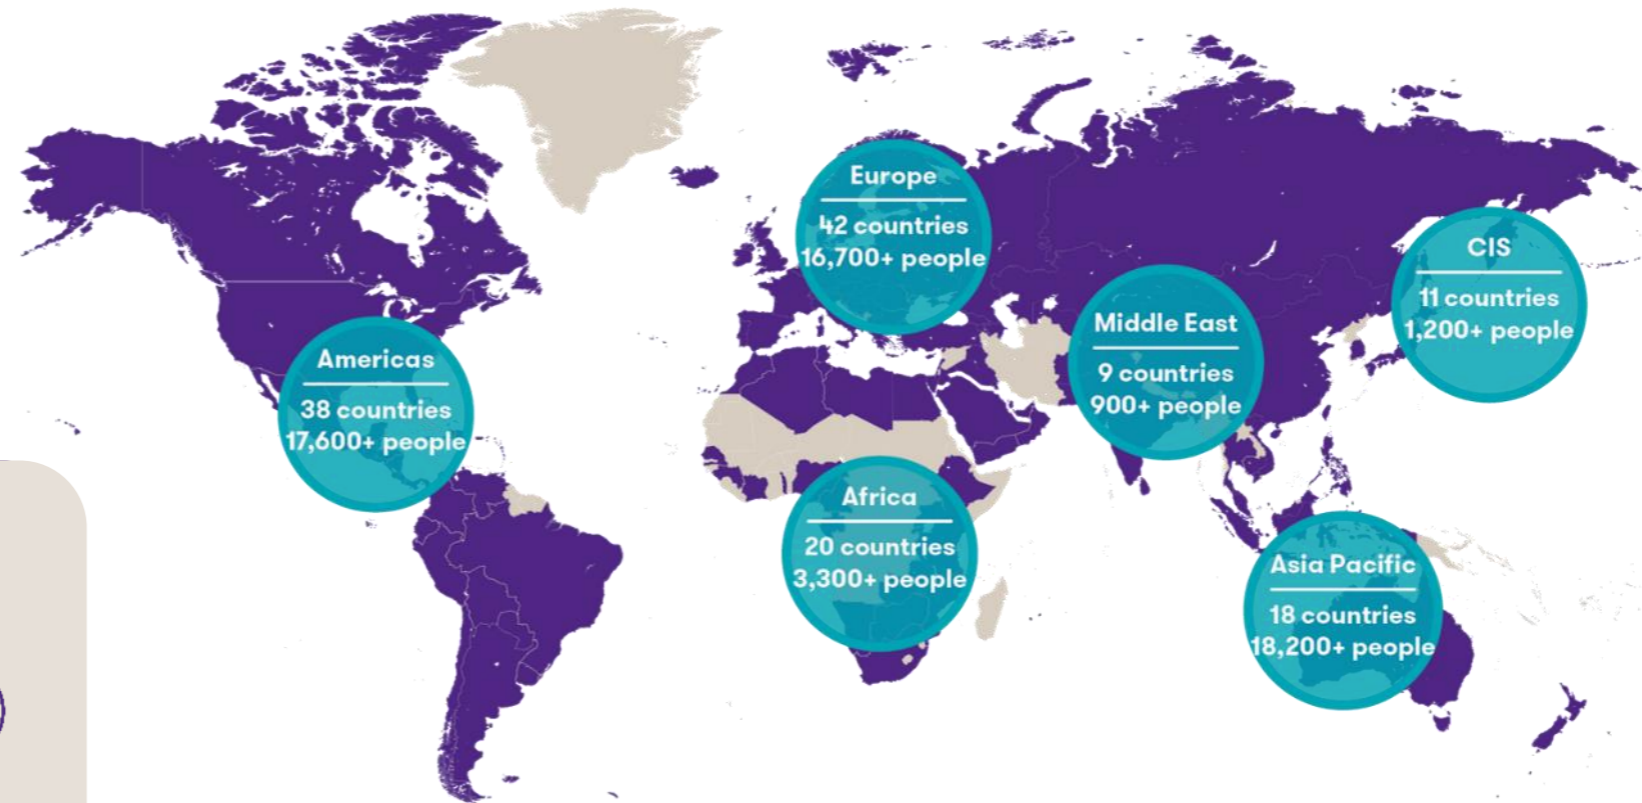 Europe
42 countries
16,700+ people
CIS
11 countries
1,200+ people
Middle East
9 countries
900+ people
Americas
38 countries
17,600+ people
Africa
20 countries
3,300+ people
Asia Pacific
18 countries
18,200+ people